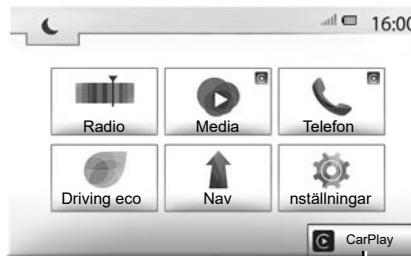 16:00
Radio
Media
Telefon
Driving eco
Nav
nställningar
CarPlay